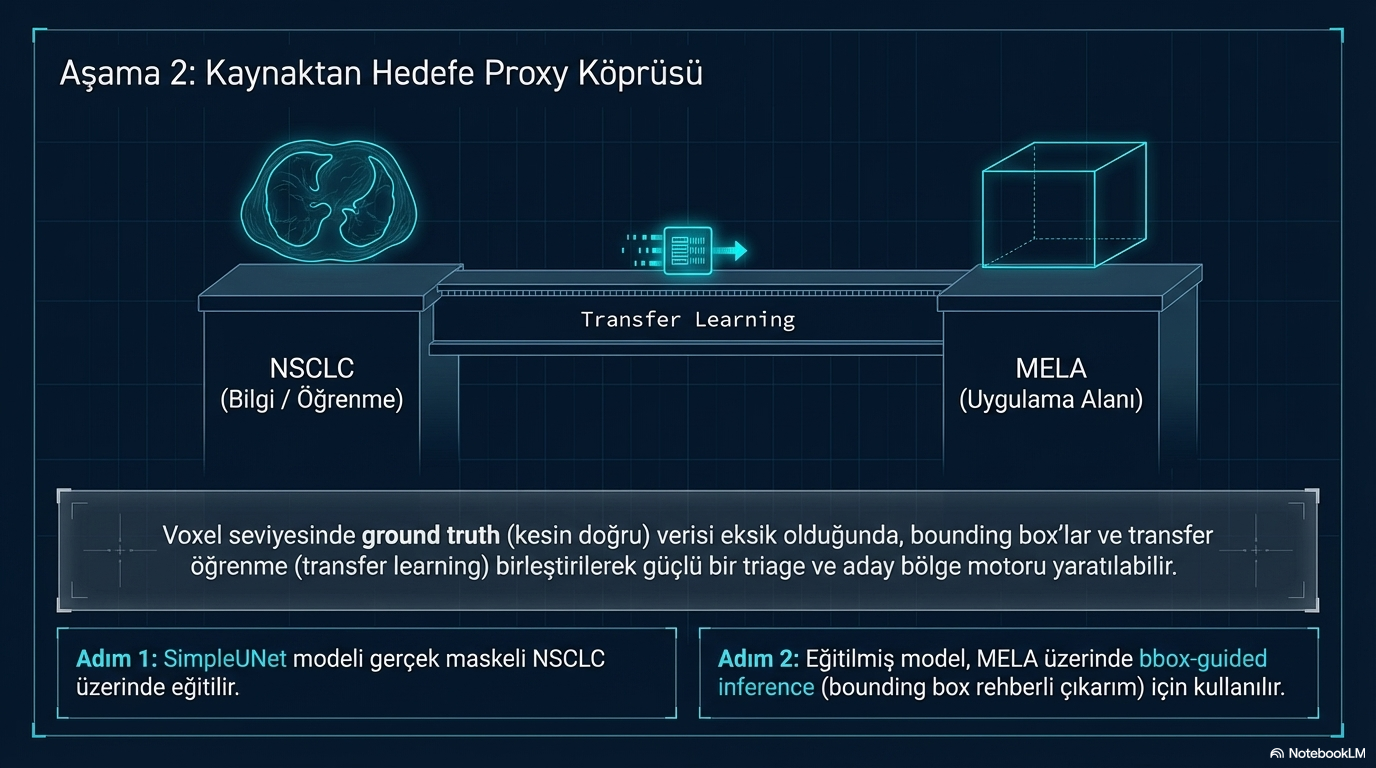 Aşama 2: Kaynaktan Hedefe Proxy Köprüsü
Transfer Learning
NSCLC
(Bilgi / Öğrenme)
MELA
(Uygulama Alanı)
Voxel seviyesinde ground truth (kesin doğru) verisi eksik olduğunda, bounding box’lar ve transfer
öğrenme (transfer learning) birleştirilerek güçlü bir triage ve aday bölge motoru yaratılabilir.
Adım 1: SimpleUNet modeli gerçek maskeli NSCLC
üzerinde eğitilir.
Adım 2: Eğitilmiş model, MELA üzerinde bbox-guided
inference (bounding box rehberli çıkarım) için kullanılır.
NotebookLM